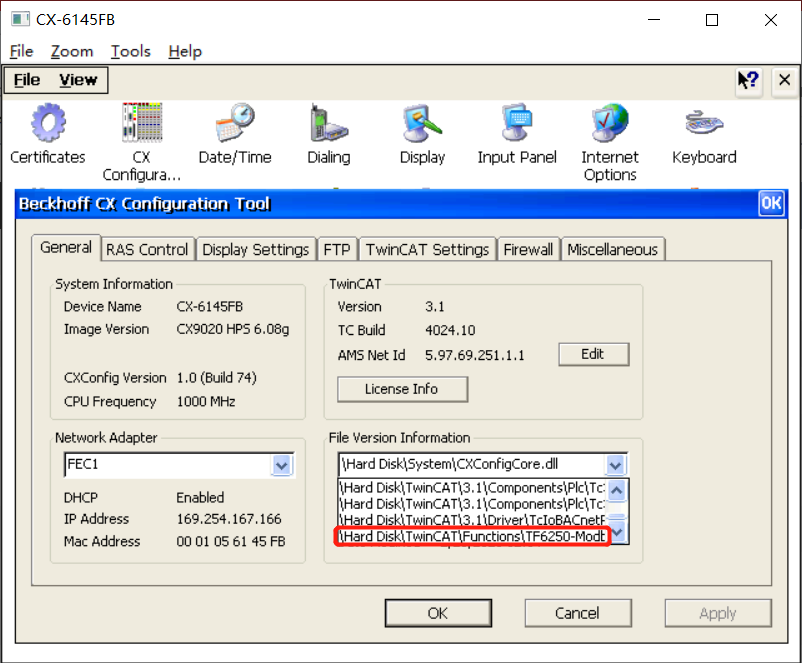 CX-6145FB
File Zoom Tools Help
File View
Certificates
CX
Configura...
Date/Time
Dialing
Display
Input Panel
Internet
Options
Keyboard
Beckhoff CX Configuration Tool OK
General RAS Control Display Settings FTP TwinCAT Settings Firewall Miscellaneous
System Information
Device Name CX-6145FB
Image Version CX9020 HPS 6.08g
CXConfig Version 1.0 (Build 74)
CPU Frequency 1000 MHz
TwinCAT
Version 3.1
TC Build 4024.10
AMS Net Id 5.97.69.251.1.1 Edit
License Info
Network Adapter
FEC1
DHCP Enabled
IP Address 169.254.167.166
Mac Address 00 01 05 61 45 FB
File Version Information
\Hard Disk\System\CXConfigCore.dll
\Hard Disk\TwinCAT\3.1\Components\Plc\Tc
\Hard Disk\TwinCAT\3.1\Components\Plc\Tc
\Hard Disk\TwinCAT\3.1\Driver\TcIoBACnet
\Hard Disk\TwinCAT\Functions\TF6250-Modb
OK Cancel Apply